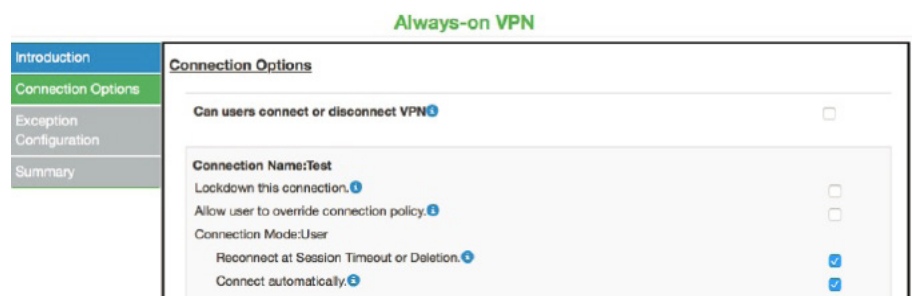 Always-on VPN
Introduction
Connection Options
Exception
Configuration
Summary
Connection Options
Can users connect or disconnect VPN
Connection Name:Test
Lockdown this connection.
Allow user to override connection policy.
Connection Mode:User
Reconnect at Session Timeout or Deletion.
Connect automatically.